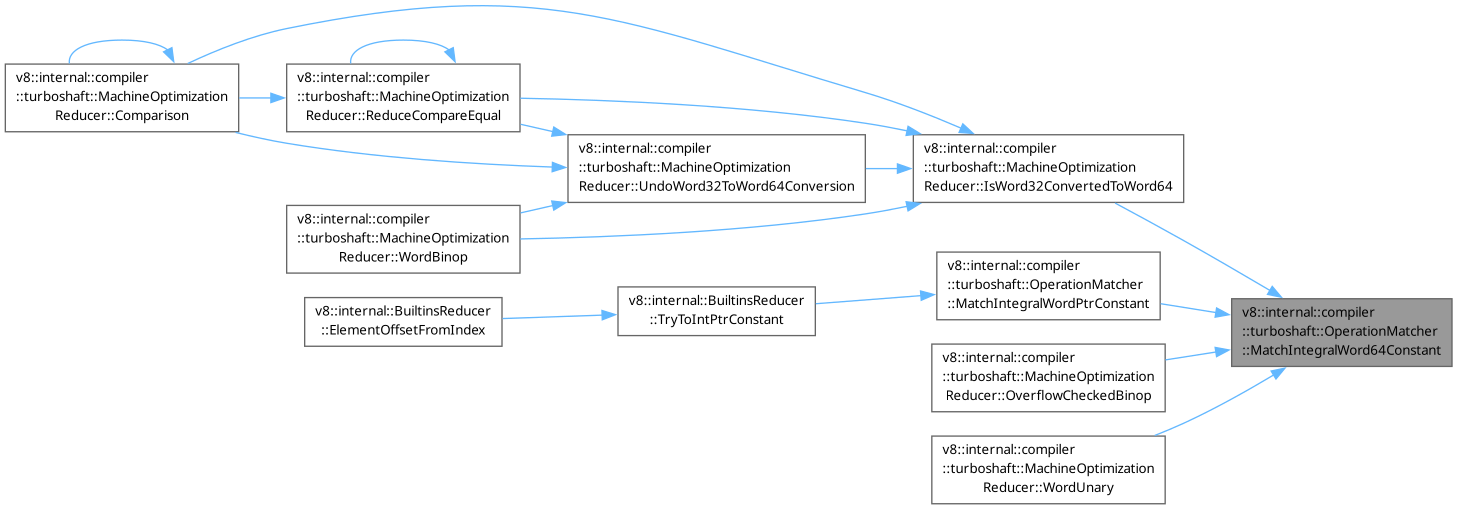 v8::internal::compiler
::turboshaft::MachineOptimization
Reducer::Comparison
v8::internal::compiler
::turboshaft::MachineOptimization
Reducer::ReduceCompareEqual
v8::internal::compiler
::turboshaft::MachineOptimization
Reducer::UndoWord32ToWord64Conversion
v8::internal::compiler
::turboshaft::MachineOptimization
Reducer::IsWord32ConvertedToWord64
v8::internal::compiler
::turboshaft::MachineOptimization
Reducer::WordBinop
v8::internal::compiler
::turboshaft::OperationMatcher
::MatchIntegralWordPtrConstant
v8::internal::BuiltinsReducer
::TryToIntPtrConstant
v8::internal::BuiltinsReducer
::ElementOffsetFromIndex
v8::internal::compiler
::turboshaft::OperationMatcher
::MatchIntegralWord64Constant
v8::internal::compiler
::turboshaft::MachineOptimization
Reducer::OverflowCheckedBinop
v8::internal::compiler
::turboshaft::MachineOptimization
Reducer::WordUnary